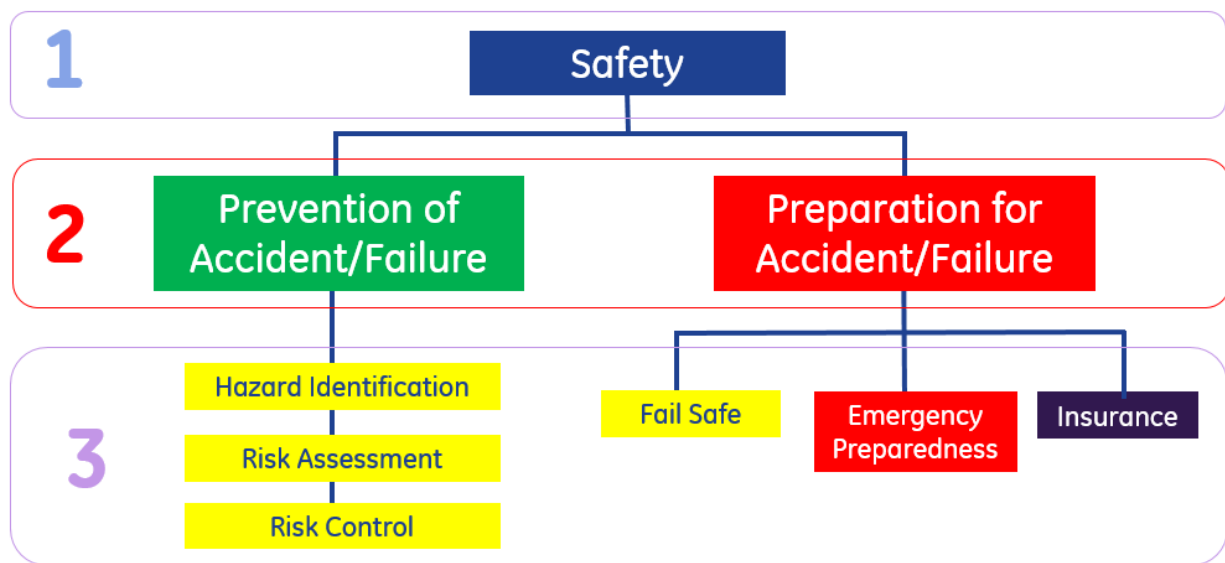 1
Safety
2
Prevention of
Accident/Failure
Preparation for
Accident/Failure
3
Hazard Identification
Risk Assessment
Risk Control
Fail Safe
Emergency
Preparedness
Insurance